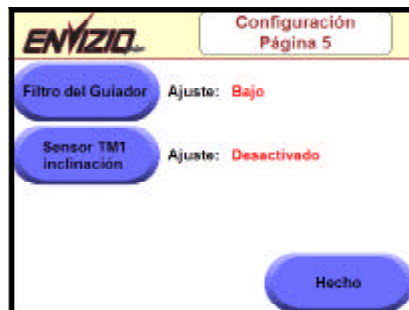 ENVIZIO
Configuración
Página 5
Filtro del Guiador
Ajuste: Bajo
Sensor TM1
inclinación
Ajuste: Desactivado
Hecho